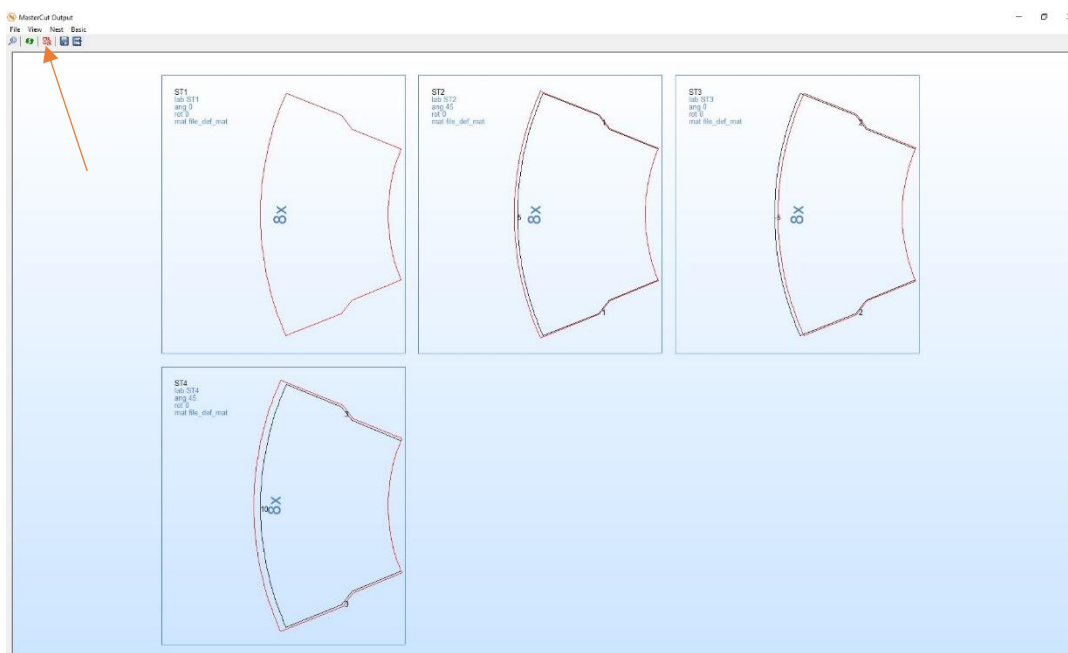 MasterCut Output
File View Nest Basic
ST1
lab ST1
ang 0
rot 0
mat file_def_mat
8x
ST2
lab ST2
ang 45
rot 0
mat file_def_mat
1
5
8x
1
ST3
lab ST3
ang 0
rot 0
mat file_def_mat
2
-5
8x
2
ST4
lab ST4
ang 45
rot 0
mat file_def_mat
3
10
8x
3